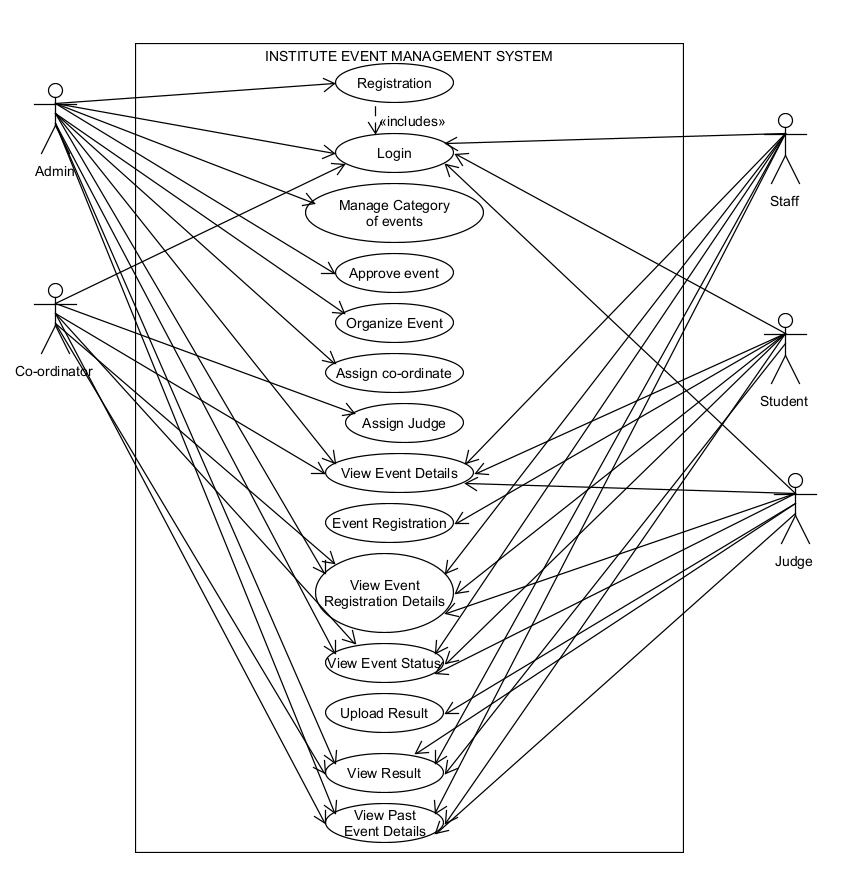 INSTITUTE EVENT MANAGEMENT SYSTEM
Registration
«includes»
Login
Admin
Staff
Manage Category
of events
Approve event
Organize Event
Co-ordinator
Assign co-ordinate
Student
Assign Judge
View Event Details
Event Registration
Judge
View Event
Registration Details
View Event Status
Upload Result
View Result
View Past
Event Details